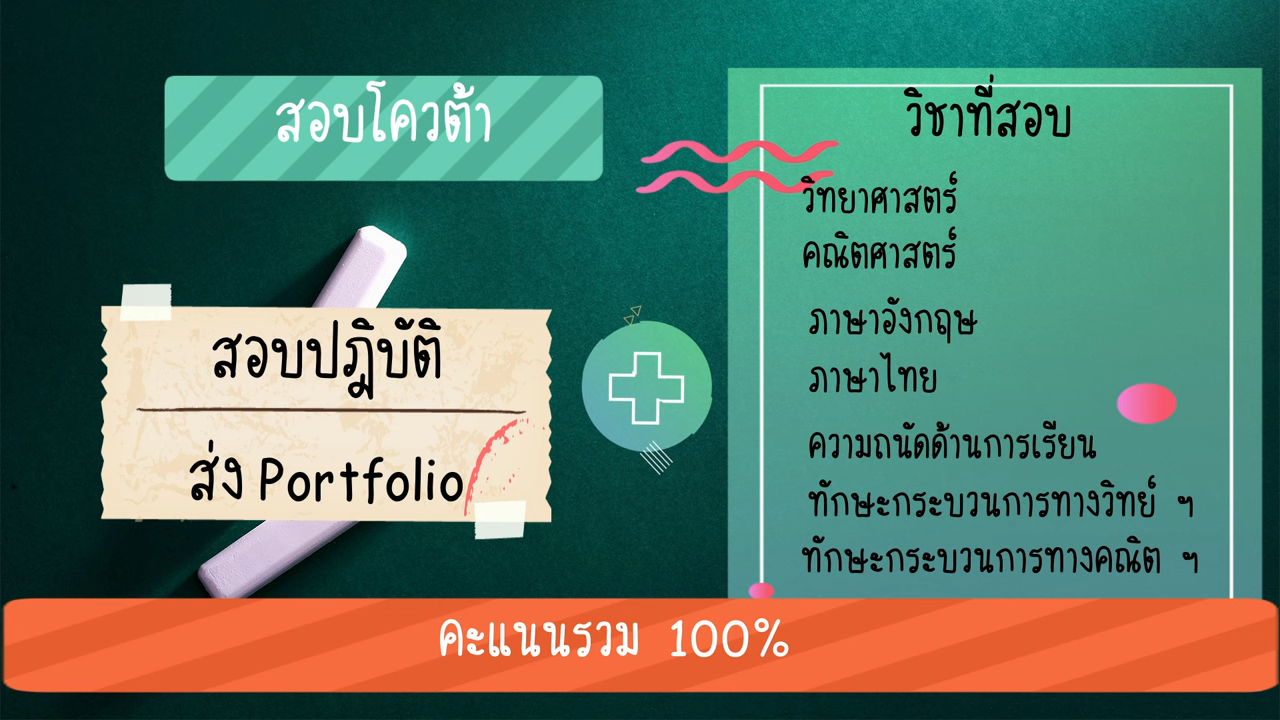 สอบโควต้า
สอบปฎิบัติ
ส่ง Portfolio
วิชาที่สอบ
วิทยาศาสตร์
คณิตศาสตร์
ภาษาอังกฤษ
ภาษาไทย
ความถนัดด้านการเรียน
ทักษะกระบวนการทางวิทย์ ฯ
ทักษะกระบวนการทางคณิต ฯ
คะแนนรวม 100%